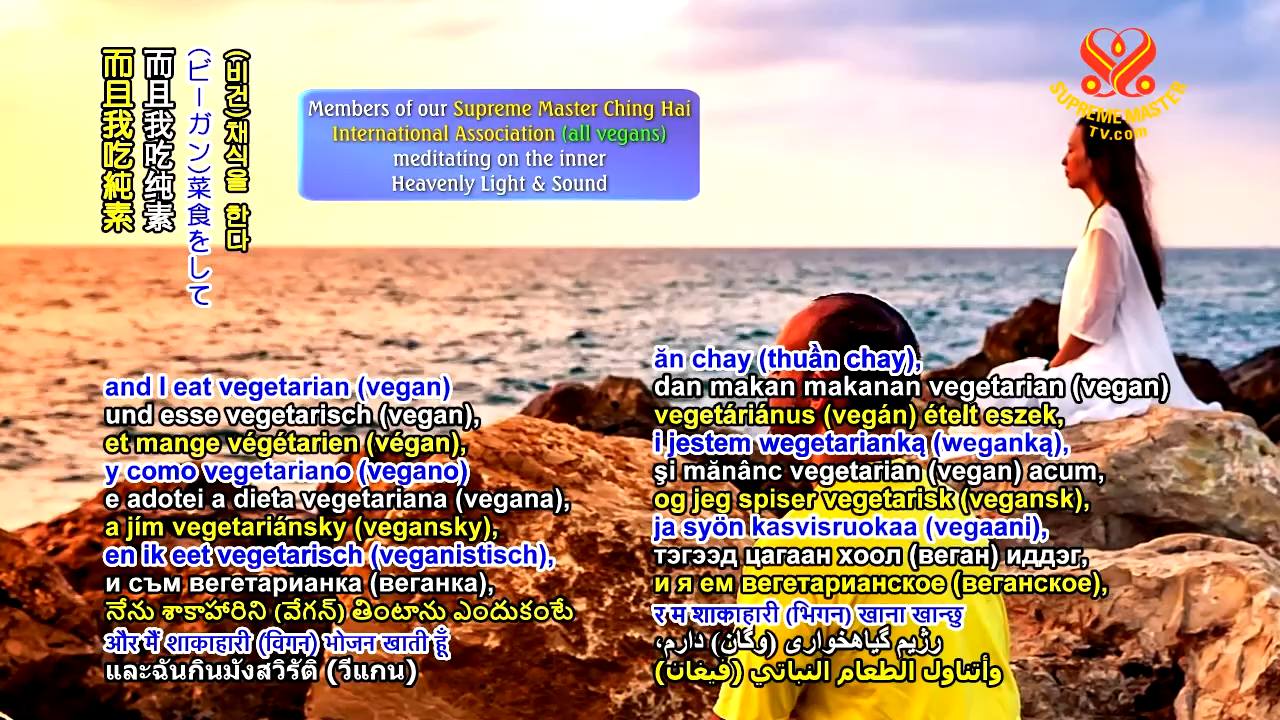 (비건)채식을 한다
(ビーガン)菜食をして
而且我吃纯素
而且我吃純素
Members of our Supreme Master Ching Hai
International Association (all vegans)
meditating on the inner
Heavenly Light & Sound
SUPREME MASTER
TV.com
and I eat vegetarian (vegan)
und esse vegetarisch (vegan),
et mange végétarien (végan),
y como vegetariano (vegano)
e adotei a dieta vegetariana (vegana),
a jím vegetariánsky (végansky),
en ik eet vegetarisch (veganistisch),
и съм вегетарианка (веганка),
నేను శాకాహారిని (వేగన్) తింటాను ఎందుకంటే
और मैं शाकाहारी (विगन) भोजन खाती हूँ
และฉันกินมังสวิรัติ (วีแกน)
ăn chay (thuần chay),
dan makan makanan vegetarian (vegan)
vegetáriánus (vegán) ételt eszek,
i jestem wegetarianką (weganką),
şi mănânc vegetarian (vegan) acum,
og jeg spiser vegetarisk (vegansk),
ja syön kasvisruokaa (vegaani),
тэгээд цагаан хоол (веган) иддэг,
и я ем вегетарианское (веганское),
र म शाकाहारी (भिगन) खाना खान्छु
رژیم گیاهخواری (وگان) دارم،
وأتناول الطعام النباتي (فيغان)